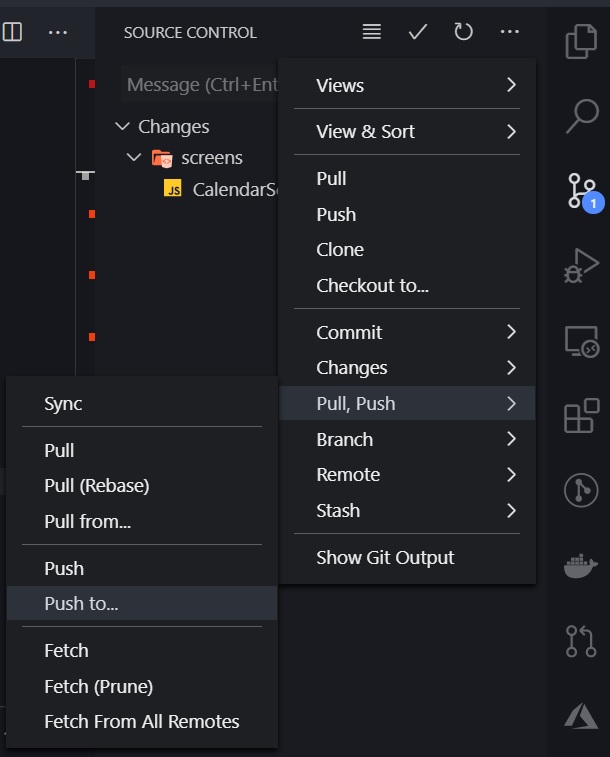 SOURCE CONTROL
Message (Ctrl+Ent
Changes
screens
JS CalendarSc
1
Views
View & Sort
Pull
Push
Clone
Checkout to...
Commit
Changes
Pull, Push
Branch
Remote
Stash
Show Git Output
Sync
Pull
Pull (Rebase)
Pull from...
Push
Push to...
Fetch
Fetch (Prune)
Fetch From All Remotes